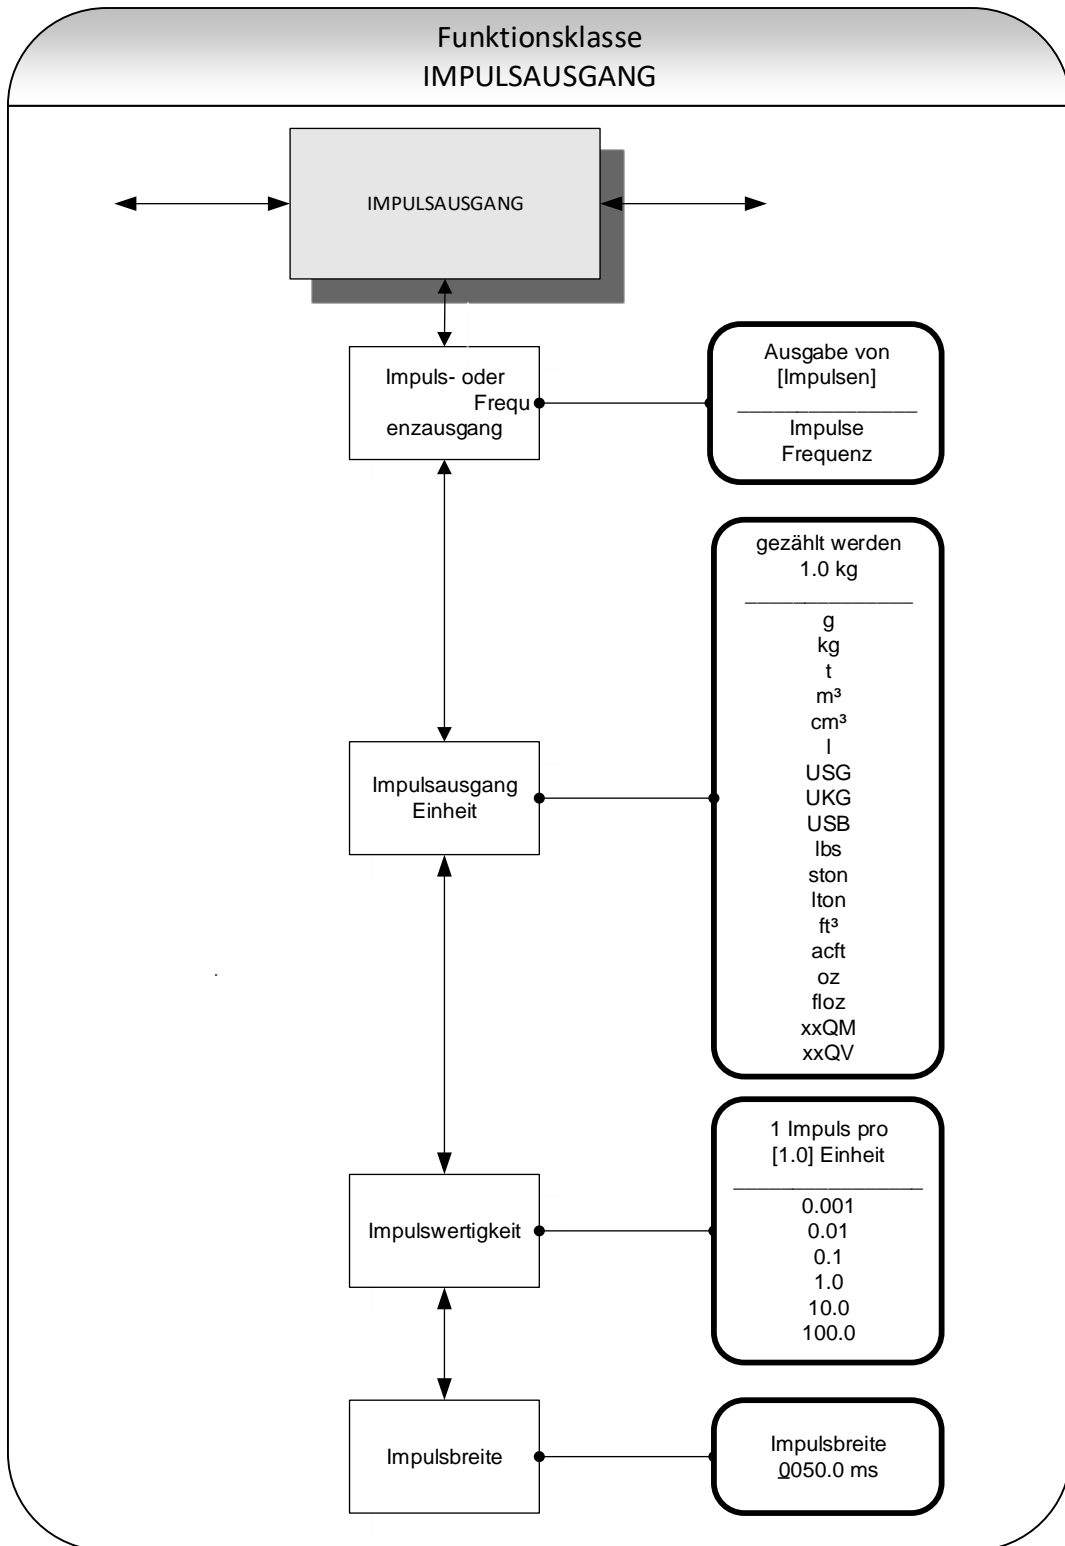 Funktionsklasse
IMPULSAUSGANG
IMPULSAUSGANG
Impuls- oder
Frequ
enzausgang
Ausgabe von
[Impulsen]
Impulse
Frequenz
gezählt werden
1.0 kg
g
kg
t
m³
cm³
l
USG
UKG
USB
lbs
ston
lton
ft³
acft
oz
floz
xxQM
xxQV
Impulsausgang
Einheit
1 Impuls pro
[1.0] Einheit
0.001
0.01
0.1
1.0
10.0
100.0
Impulswertigkeit
Impulsbreite
Impulsbreite
0050.0 ms